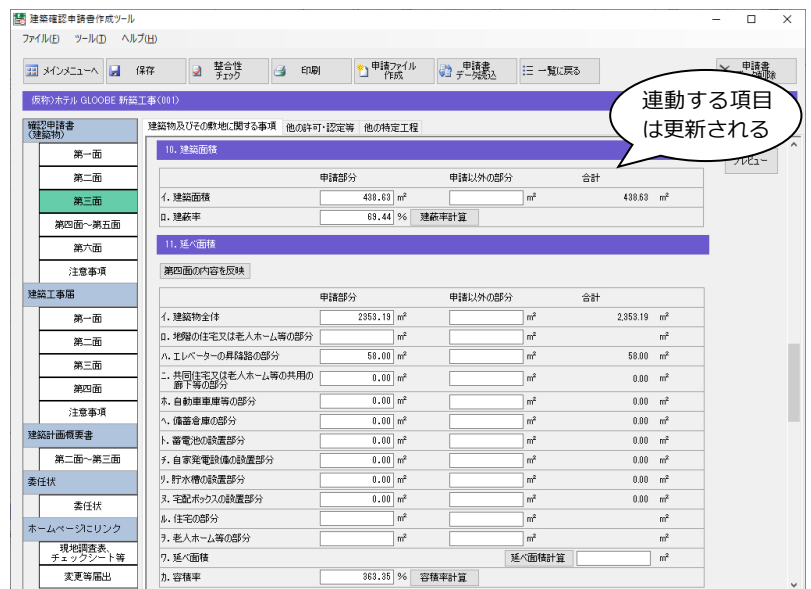 建築確認申請書作成ツール
ファイル(F) ツール(T) ヘルプ(H)
メインメニューへ 保存 整合性チェック 印刷 申請ファイル作成 申請書データ読込 一覧に戻る 申請書
仮称)ホテル GLOOBE 新築工事(001)
連動する項目
は更新される
プレビュー
確認申請書
(建築物)
第一面
第二面
第三面
第四面～第五面
第六面
注意事項
建築工事届
第一面
第二面
第三面
第四面
注意事項
建築計画概要書
第二面～第三面
委任状
委任状
ホームページにリンク
現地調査表、
チェックシート等
変更等届出
建築物及びその敷地に関する事項 他の許可・認定等 他の特定工程
10. 建築面積
申請部分 申請以外の部分 合計
イ. 建築面積 438.63 m² m² 438.63 m²
ロ. 建蔽率 69.44 % 建蔽率計算
11. 延べ面積
第四面の内容を反映
申請部分 申請以外の部分 合計
イ. 建築物全体 2353.19 m² m² 2,353.19 m²
ロ. 地階の住宅又は老人ホーム等の部分 m² m² m²
ハ. エレベーターの昇降路の部分 58.00 m² m² 58.00 m²
ニ. 共同住宅又は老人ホーム等の共用の
廊下等の部分 0.00 m² m² 0.00 m²
ホ. 自動車車庫等の部分 0.00 m² m² 0.00 m²
ヘ. 備蓄倉庫の部分 0.00 m² m² 0.00 m²
ト. 蓄電池の設置部分 0.00 m² m² 0.00 m²
チ. 自家発電設備の設置部分 0.00 m² m² 0.00 m²
リ. 貯水槽の設置部分 0.00 m² m² 0.00 m²
ヌ. 宅配ボックスの設置部分 0.00 m² m² 0.00 m²
ル. 住宅の部分 m² m² m²
ヲ. 老人ホーム等の部分 m² m² m²
ワ. 延べ面積 延べ面積計算 m²
カ. 容積率 363.35 % 容積率計算